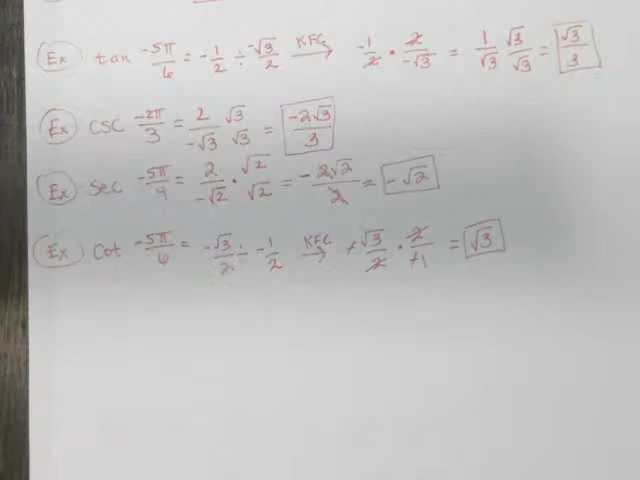 Ex tan -5π/6 = -1/2 ÷ -√3/2 KFC → -1/2 · 2/-√3 = 1/√3 √3/√3 = √3/3
Ex CSC -2π/3 = 2/-√3 √3/√3 = -2√3/3
Ex Sec -5π/4 = 2/-√2 · √2/√2 = -2√2/2 = -√2
Ex Cot -5π/6 = -√3/2 ÷ -1/2 KFC → +√3/2 · 2/+1 = √3